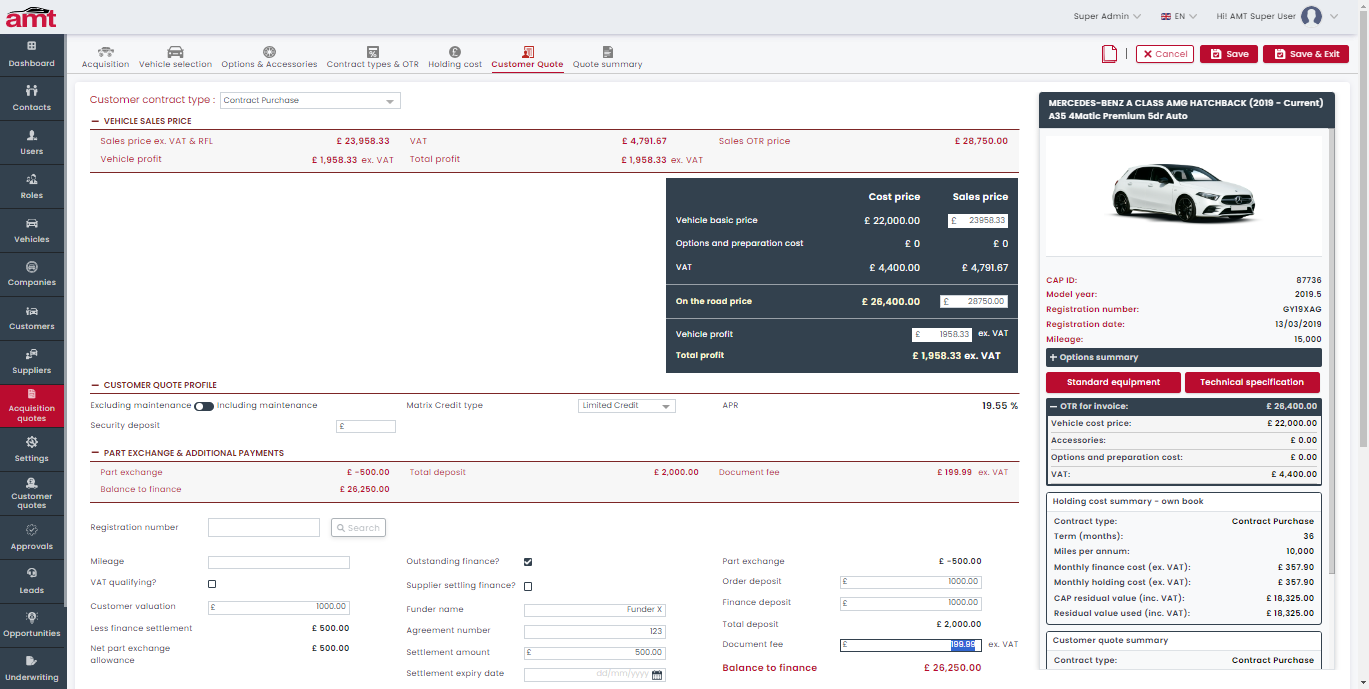 amt
Super Admin
EN
Hi! AMT Super User
Dashboard
Contacts
Users
Roles
Vehicles
Companies
Customers
Suppliers
Acquisition
quotes
Settings
Customer
quotes
Approvals
Leads
Opportunities
Underwriting
Acquisition
Vehicle selection
Options & Accessories
Contract types & OTR
Holding cost
Customer Quote
Quote summary
Cancel
Save
Save & Exit
Customer contract type : Contract Purchase
VEHICLE SALES PRICE
Sales price ex. VAT & RFL £ 23,958.33 VAT £ 4,791.67 Sales OTR price £ 28,750.00
Vehicle profit £ 1,958.33 ex. VAT Total profit £ 1,958.33 ex. VAT
Cost price Sales price
Vehicle basic price £ 22,000.00 £ 23958.33
Options and preparation cost £ 0 £ 0
VAT £ 4,400.00 £ 4,791.67
On the road price £ 26,400.00 £ 28750.00
Vehicle profit £ 1958.33 ex. VAT
Total profit £ 1,958.33 ex. VAT
CUSTOMER QUOTE PROFILE
Excluding maintenance Including maintenance Matrix Credit type Limited Credit APR 19.55 %
Security deposit £
PART EXCHANGE & ADDITIONAL PAYMENTS
Part exchange £ -500.00 Total deposit £ 2,000.00 Document fee £ 199.99 ex. VAT
Balance to finance £ 26,250.00
Registration number Search
Mileage
VAT qualifying?
Customer valuation £ 1000.00
Less finance settlement £ 500.00
Net part exchange £ 500.00
allowance
Outstanding finance?
Supplier settling finance?
Funder name Funder X
Agreement number 123
Settlement amount £ 500.00
Settlement expiry date dd/mm/yyyy
Part exchange £ -500.00
Order deposit £ 1000.00
Finance deposit £ 1000.00
Total deposit £ 2,000.00
Document fee £ 199.99 ex. VAT
Balance to finance £ 26,250.00
MERCEDES-BENZ A CLASS AMG HATCHBACK (2019 - Current)
A35 4Matic Premium 5dr Auto
CAP ID: 87736
Model year: 2019.5
Registration number: GY19XAG
Registration date: 13/03/2019
Mileage: 15,000
Options summary
Standard equipment
Technical specification
OTR for invoice: £ 26,400.00
Vehicle cost price: £ 22,000.00
Accessories: £ 0.00
Options and preparation cost: £ 0.00
VAT: £ 4,400.00
Holding cost summary - own book
Contract type: Contract Purchase
Term (months): 36
Miles per annum: 10,000
Monthly finance cost (ex. VAT): £ 357.90
Monthly holding cost (ex. VAT): £ 357.90
CAP residual value (inc. VAT): £ 18,325.00
Residual value used (inc. VAT): £ 18,325.00
Customer quote summary
Contract type: Contract Purchase